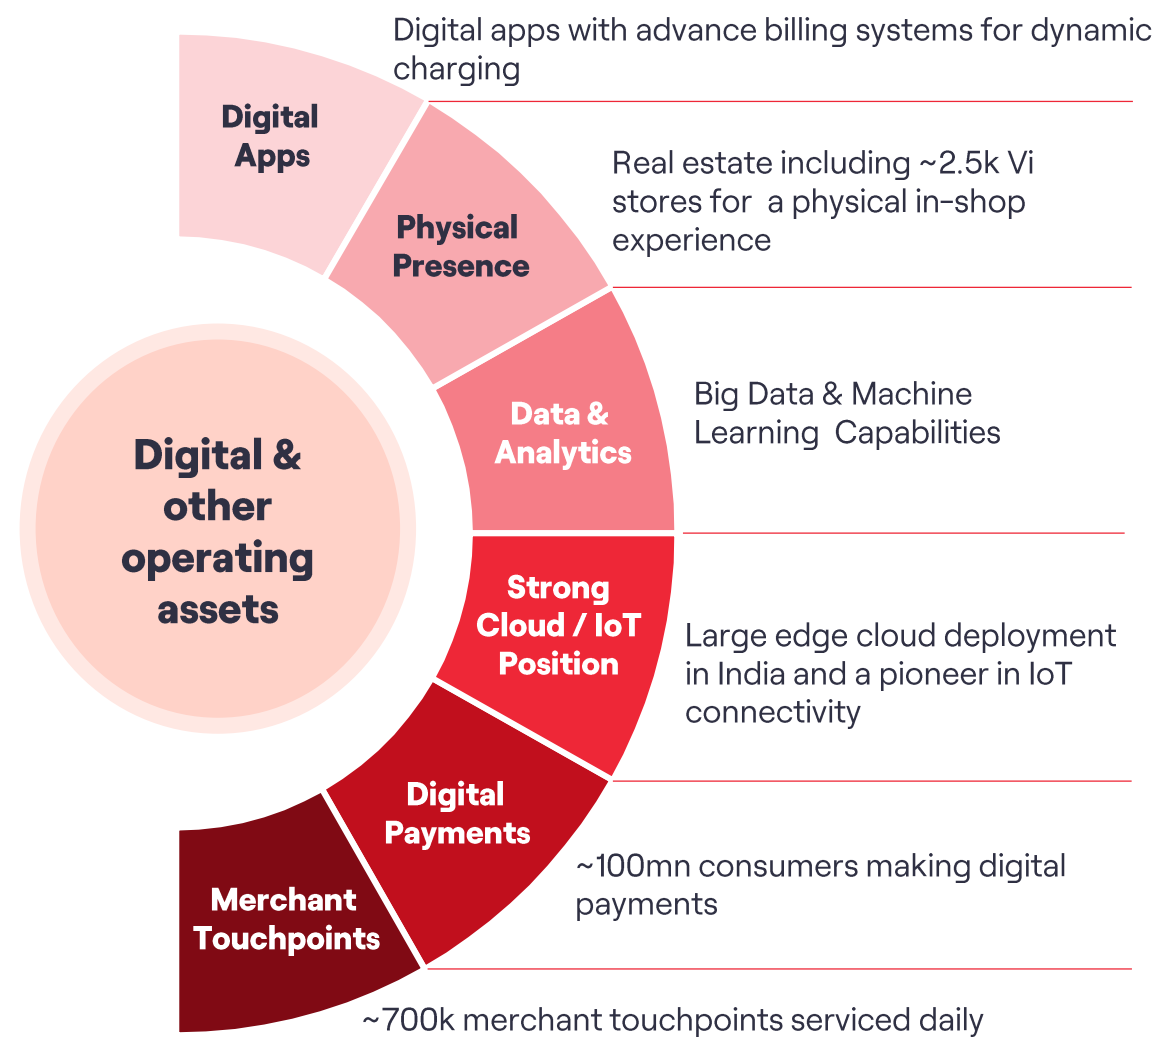 Digital apps with advance billing systems for dynamic
charging
Digital
Apps
Real estate including ~2.5k Vi
stores for a physical in-shop
experience
Physical
Presence
Big Data & Machine
Learning Capabilities
Data &
Analytics
Digital &
other
operating
assets
Strong
Cloud / IoT
Position
Large edge cloud deployment
in India and a pioneer in IoT
connectivity
Digital
Payments
~100mn consumers making digital
payments
Merchant
Touchpoints
~700k merchant touchpoints serviced daily